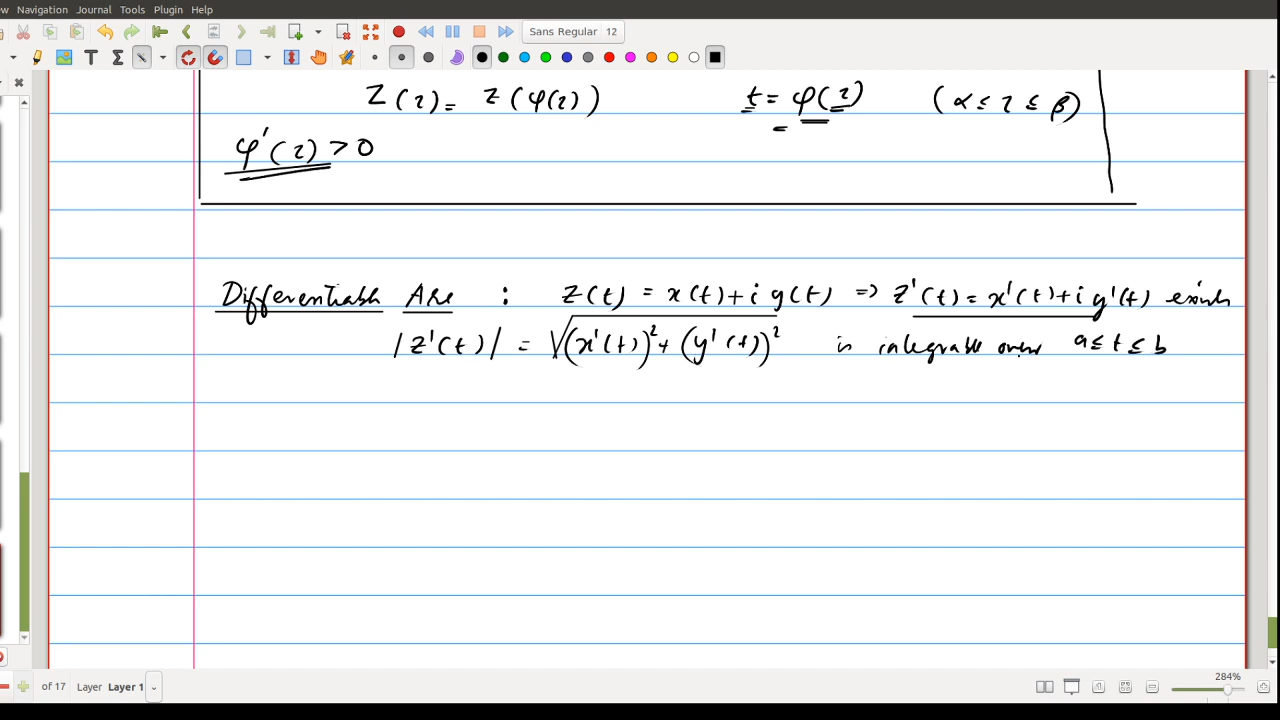 w Navigation Journal Tools Plugin Help
Sans Regular 12
Z(τ) = z(φ(τ)) t = φ(τ) (α ≤ τ ≤ β)
φ'(τ) > 0
Differentiable Arc : z(t) = x(t) + i y(t) => z'(t) = x'(t) + i y'(t) exists
|z'(t)| = √(x'(t))² + (y'(t))² is integrable over a ≤ t ≤ b
of 17 Layer Layer 1 284%